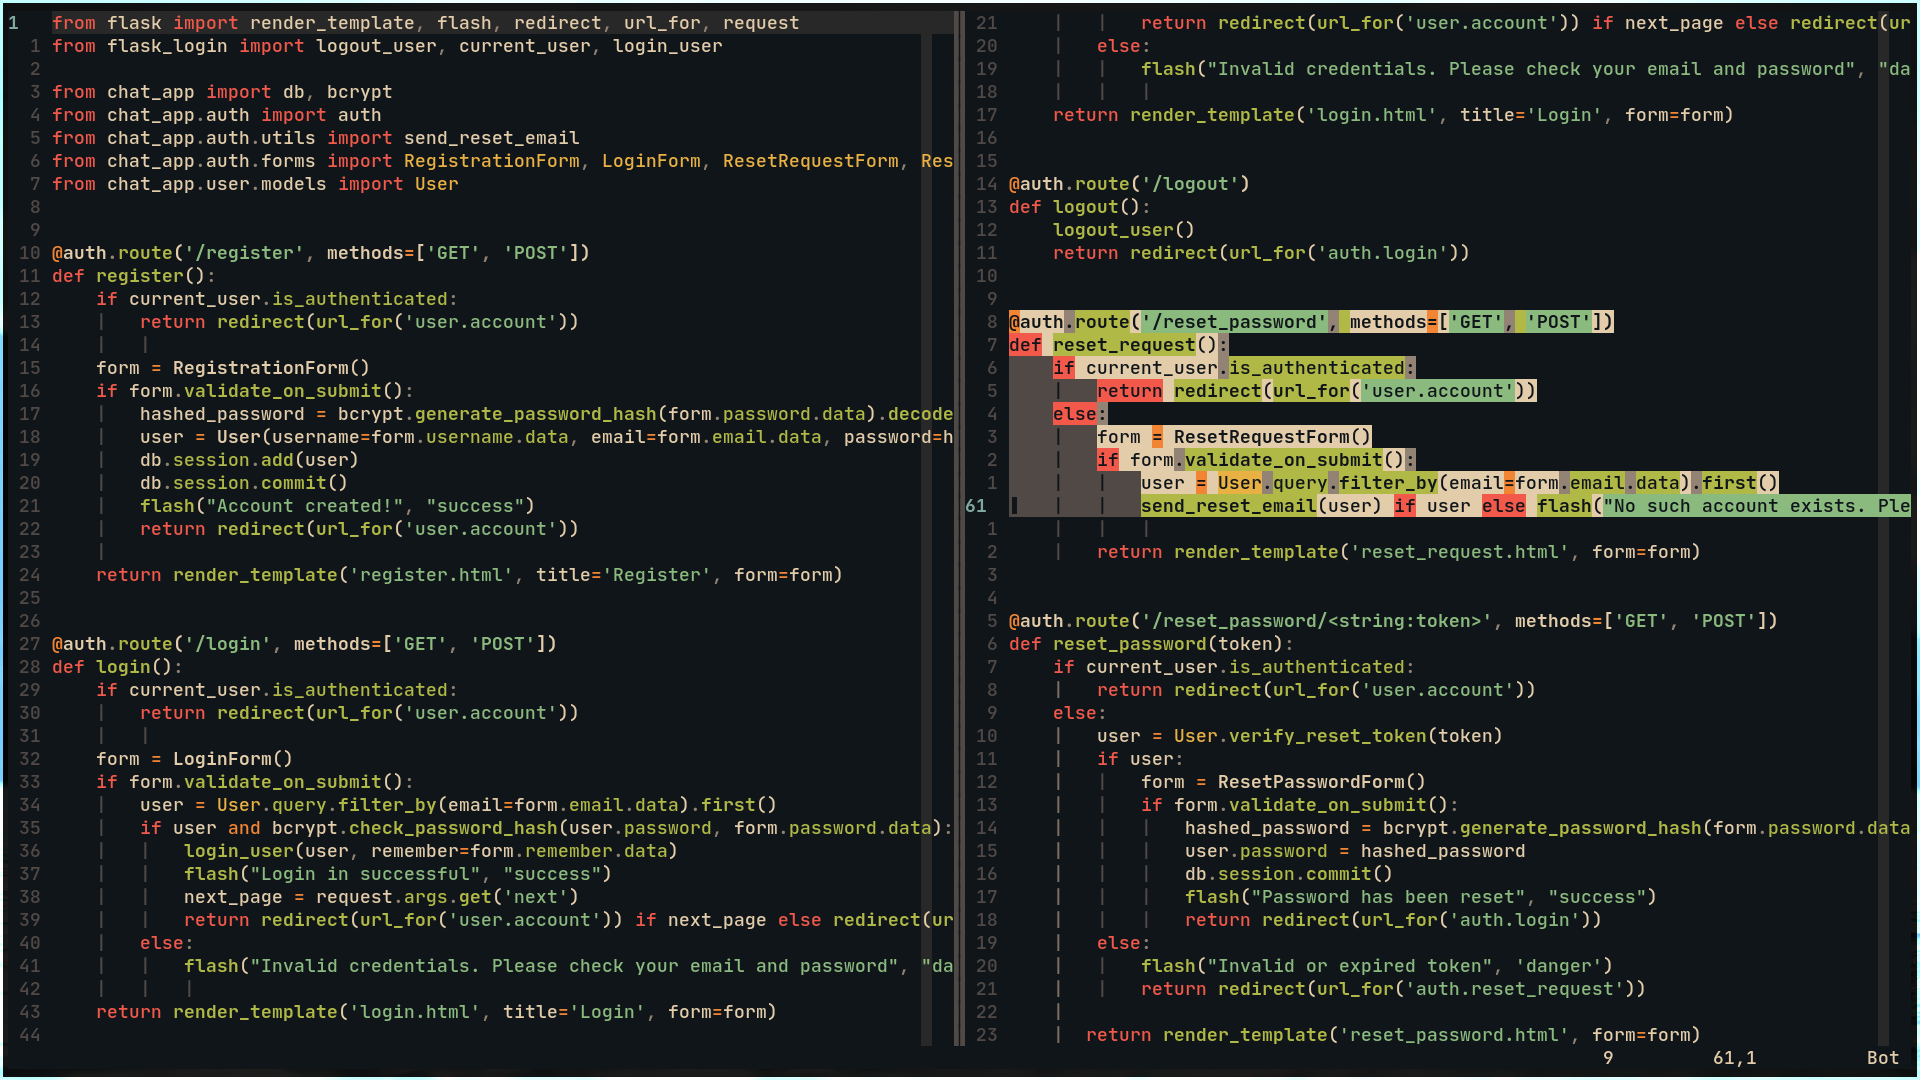 1 from flask import render_template, flash, redirect, url_for, request
1 from flask_login import logout_user, current_user, login_user
2
3 from chat_app import db, bcrypt
4 from chat_app.auth import auth
5 from chat_app.auth.utils import send_reset_email
6 from chat_app.auth.forms import RegistrationForm, LoginForm, ResetRequestForm, Res
7 from chat_app.user.models import User
8
9
10 @auth.route('/register', methods=['GET', 'POST'])
11 def register():
12     if current_user.is_authenticated:
13         return redirect(url_for('user.account'))
14
15     form = RegistrationForm()
16     if form.validate_on_submit():
17         hashed_password = bcrypt.generate_password_hash(form.password.data).decode
18         user = User(username=form.username.data, email=form.email.data, password=h
19         db.session.add(user)
20         db.session.commit()
21         flash("Account created!", "success")
22         return redirect(url_for('user.account'))
23
24     return render_template('register.html', title='Register', form=form)
25
26
27 @auth.route('/login', methods=['GET', 'POST'])
28 def login():
29     if current_user.is_authenticated:
30         return redirect(url_for('user.account'))
31
32     form = LoginForm()
33     if form.validate_on_submit():
34         user = User.query.filter_by(email=form.email.data).first()
35         if user and bcrypt.check_password_hash(user.password, form.password.data):
36             login_user(user, remember=form.remember.data)
37             flash("Login in successful", "success")
38             next_page = request.args.get('next')
39             return redirect(url_for('user.account')) if next_page else redirect(ur
40         else:
41             flash("Invalid credentials. Please check your email and password", "da
42
43     return render_template('login.html', title='Login', form=form)
44
21             return redirect(url_for('user.account')) if next_page else redirect(ur
20         else:
19             flash("Invalid credentials. Please check your email and password", "da
18
17     return render_template('login.html', title='Login', form=form)
16
15
14 @auth.route('/logout')
13 def logout():
12     logout_user()
11     return redirect(url_for('auth.login'))
10
9
8 @auth.route('/reset_password', methods=['GET', 'POST'])
7 def reset_request():
6     if current_user.is_authenticated:
5         return redirect(url_for('user.account'))
4     else:
3         form = ResetRequestForm()
2         if form.validate_on_submit():
1             user = User.query.filter_by(email=form.email.data).first()
61             send_reset_email(user) if user else flash("No such account exists. Ple
1
2         return render_template('reset_request.html', form=form)
3
4
5 @auth.route('/reset_password/<string:token>', methods=['GET', 'POST'])
6 def reset_password(token):
7     if current_user.is_authenticated:
8         return redirect(url_for('user.account'))
9     else:
10         user = User.verify_reset_token(token)
11         if user:
12             form = ResetPasswordForm()
13             if form.validate_on_submit():
14                 hashed_password = bcrypt.generate_password_hash(form.password.data
15                 user.password = hashed_password
16                 db.session.commit()
17                 flash("Password has been reset", "success")
18                 return redirect(url_for('auth.login'))
19         else:
20             flash("Invalid or expired token", 'danger')
21             return redirect(url_for('auth.reset_request'))
22
23        return render_template('reset_password.html', form=form)
9 61,1 Bot